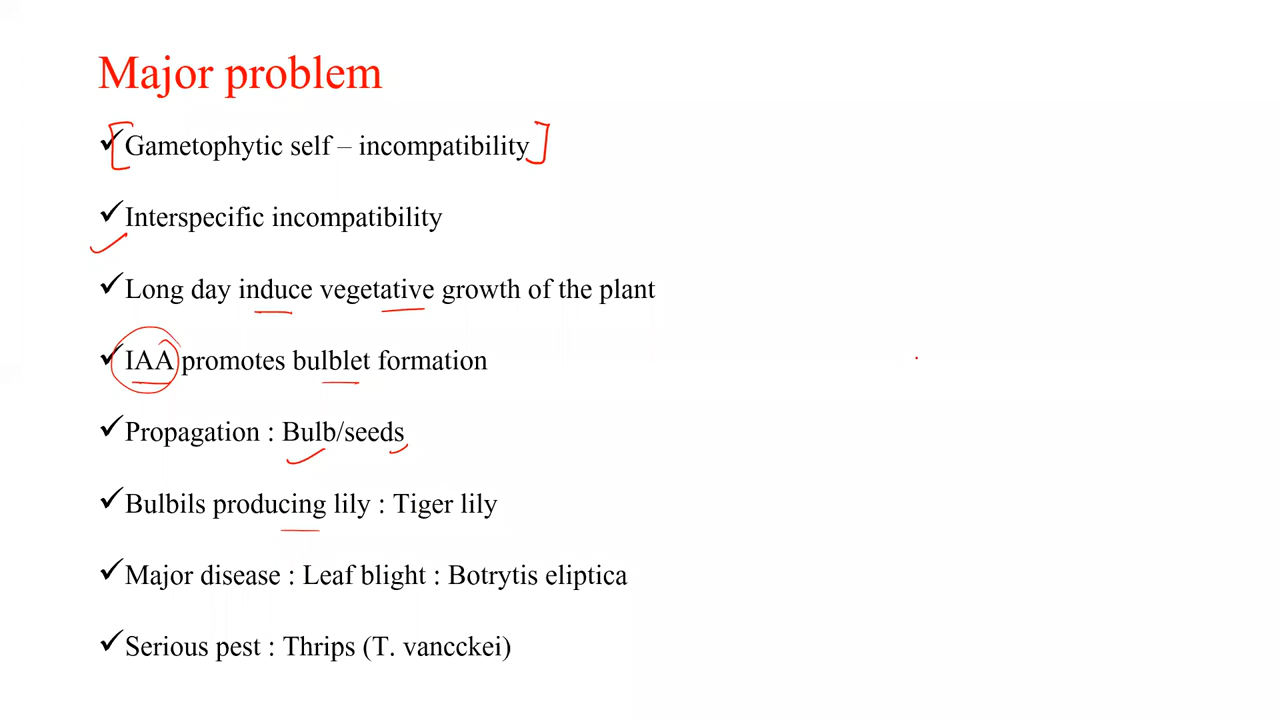 Major problem
✓Gametophytic self – incompatibility
✓Interspecific incompatibility
✓Long day induce vegetative growth of the plant
✓IAA promotes bulblet formation
✓Propagation : Bulb/seeds
✓Bulbils producing lily : Tiger lily
✓Major disease : Leaf blight : Botrytis eliptica
✓Serious pest : Thrips (T. vancckei)